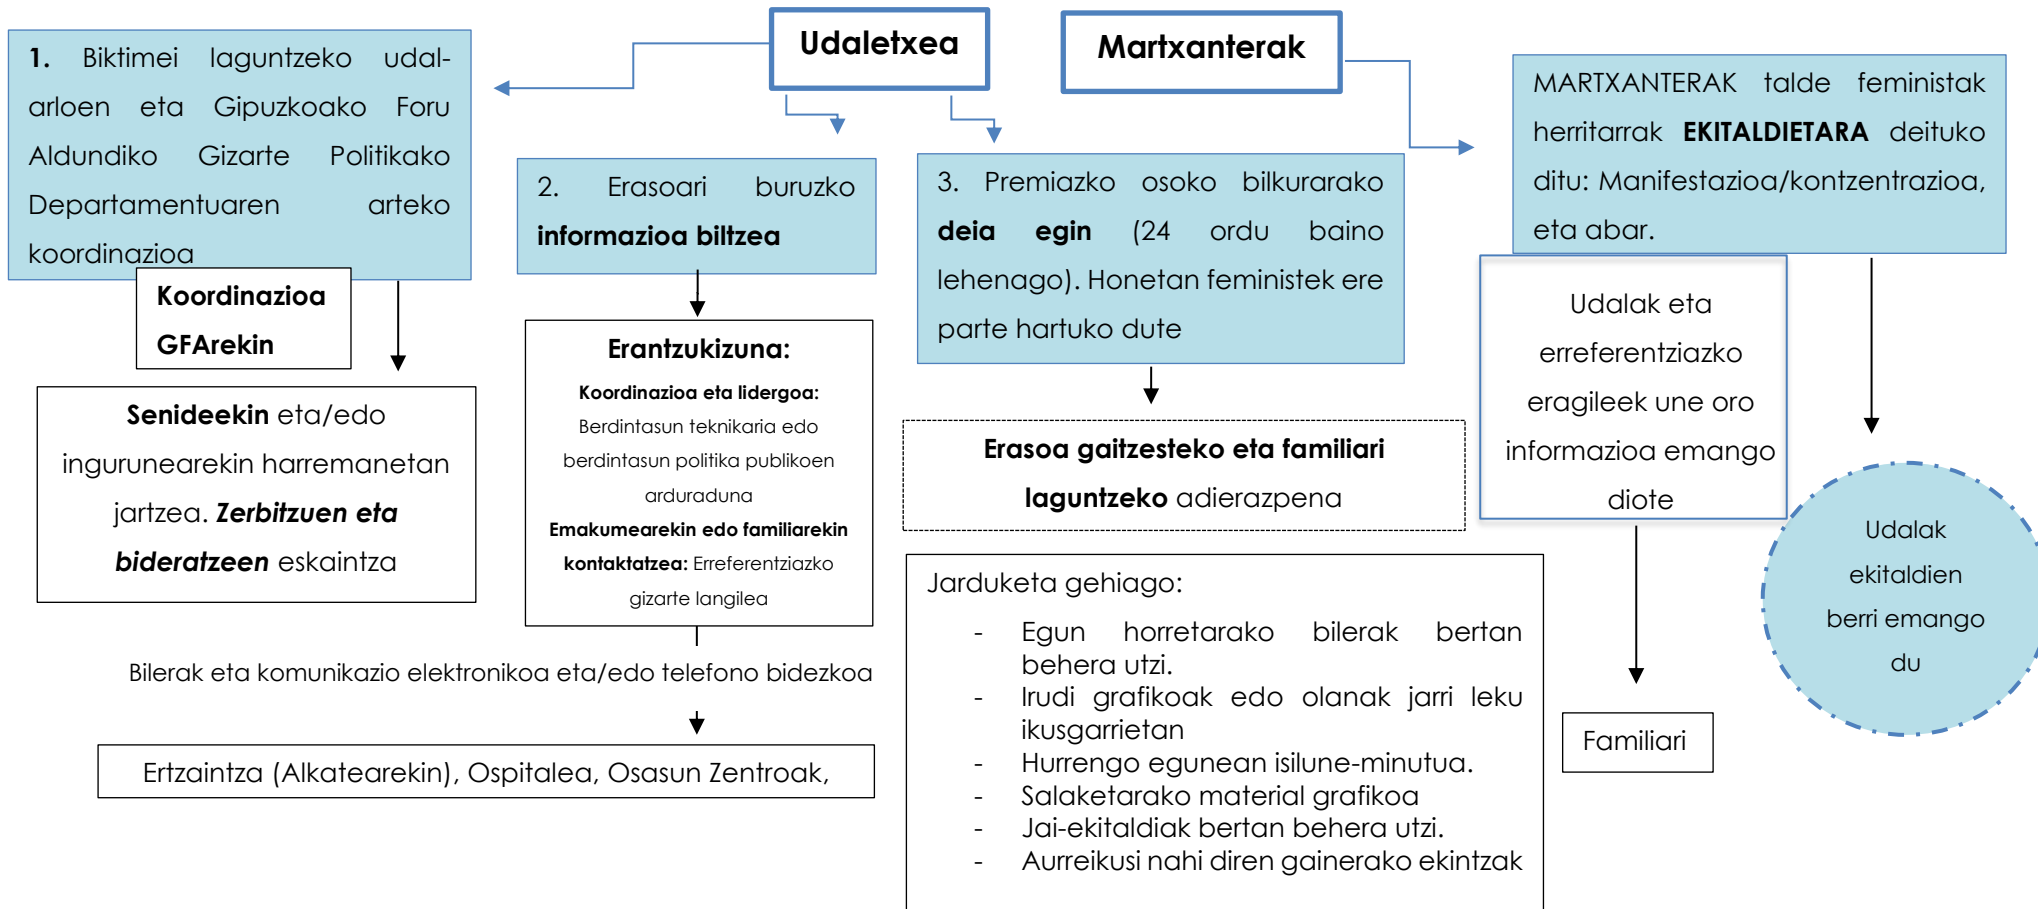 Udaletxea
Martxanterak
1. Biktimei laguntzeko udal-
arloen eta Gipuzkoako Foru
Aldundiko Gizarte Politikako
Departamentuaren arteko
koordinazioa
Koordinazioa
GFArekin
Senideekin eta/edo
ingurunearekin harremanetan
jartzea. Zerbitzuen eta
bideratzeen eskaintza
2. Erasoari buruzko
informazioa biltzea
Erantzukizuna:
Koordinazioa eta lidergoa:
Berdintasun teknikaria edo
berdintasun politika publikoen
arduraduna
Emakumearekin edo familiarekin
kontaktatzea: Erreferentziazko
gizarte langilea
Bilerak eta komunikazio elektronikoa eta/edo telefono bidezkoa
Ertzaintza (Alkatearekin), Ospitalea, Osasun Zentroak,
3. Premiazko osoko bilkurarako
deia egin (24 ordu baino
lehenago). Honetan feministek ere
parte hartuko dute
Erasoa gaitzesteko eta familiari
laguntzeko adierazpena
Jarduketa gehiago:
- Egun horretarako bilerak bertan
behera utzi.
- Irudi grafikoak edo olanak jarri leku
ikusgarrietan
- Hurrengo egunean isilune-minutua.
- Salaketarako material grafikoa
- Jai-ekitaldiak bertan behera utzi.
- Aurreikusi nahi diren gainerako ekintzak
MARTXANTERAK talde feministak
herritarrak EKITALDIETARA deituko
ditu: Manifestazioa/kontzentrazioa,
eta abar.
Udalak eta
erreferentziazko
eragileek une oro
informazioa emango
diote
Familiari
Udalak
ekitaldien
berri emango
du